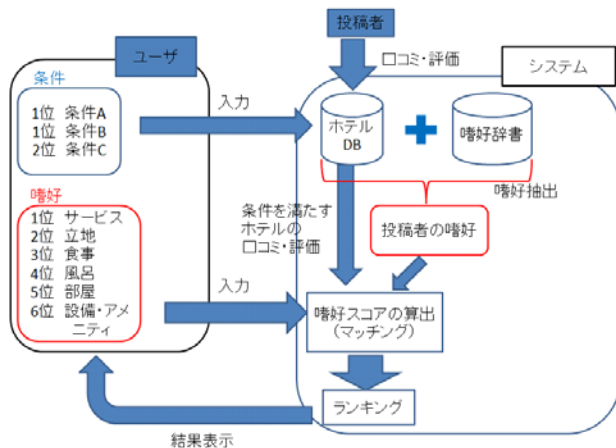 投稿者
ユーザ
口コミ・評価
システム
条件
1位 条件A
1位 条件B
2位 条件C
入力
ホテル
DB
嗜好辞書
嗜好抽出
嗜好
1位 サービス
2位 立地
3位 食事
4位 風呂
5位 部屋
6位 設備・アメ
ニティ
条件を満たす
ホテルの
口コミ・評価
投稿者の嗜好
入力
嗜好スコアの算出
(マッチング)
ランキング
結果表示